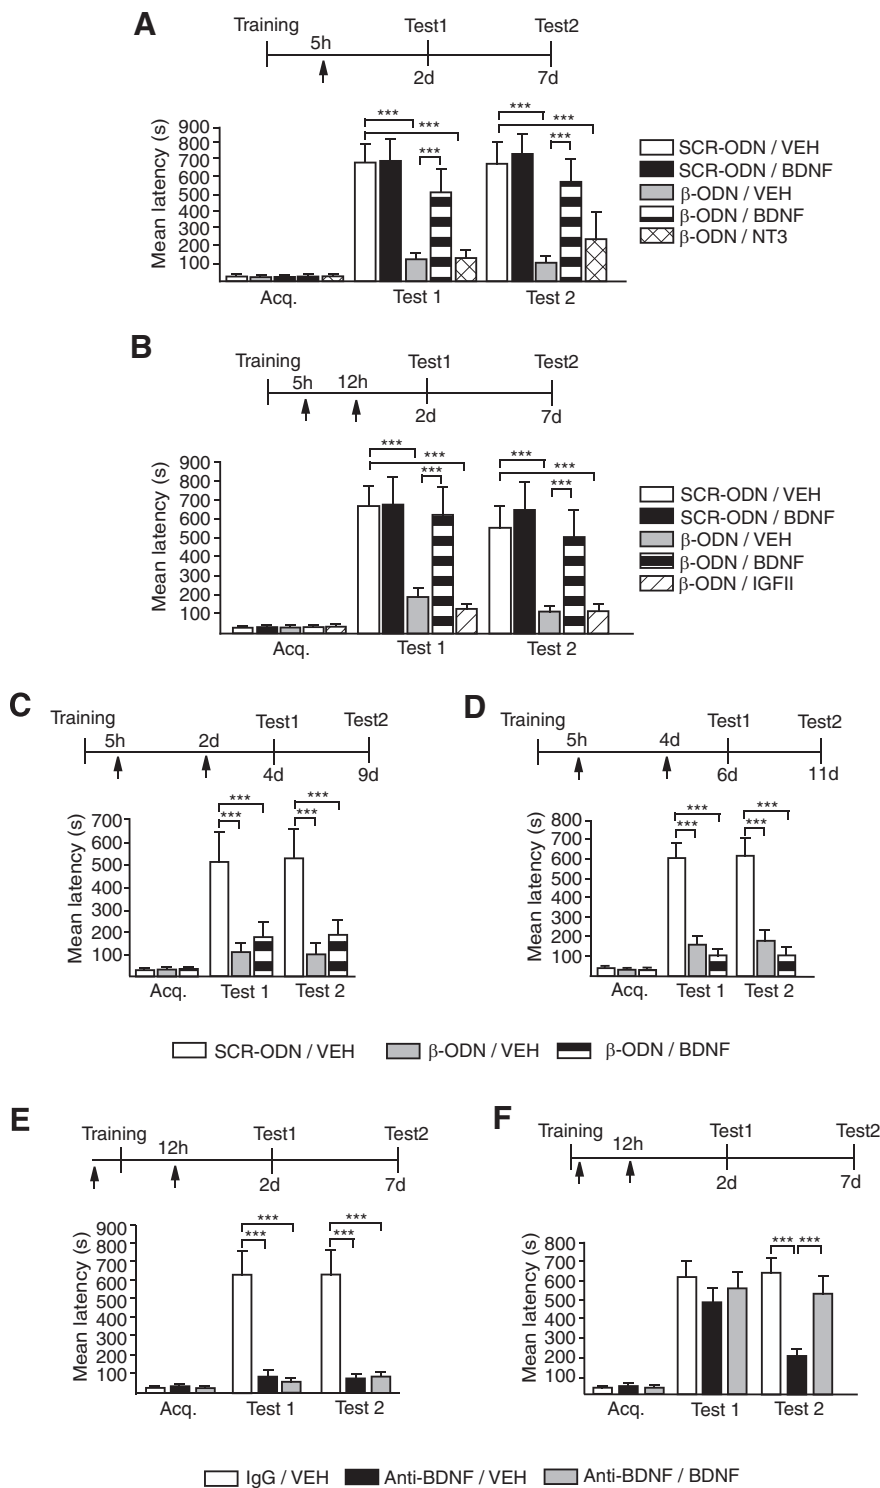 A
Training Test1 Test2
5h
2d 7d
Mean latency (s)
900
800
700
600
500
400
300
200
100
*** ***
*** ***
*** ***
Acq. Test 1 Test 2
SCR-ODN / VEH
SCR-ODN / BDNF
β-ODN / VEH
β-ODN / BDNF
β-ODN / NT3
B
Training Test1 Test2
5h 12h
2d 7d
Mean latency (s)
900
800
700
600
500
400
300
200
100
*** ***
*** ***
*** ***
Acq. Test 1 Test 2
SCR-ODN / VEH
SCR-ODN / BDNF
β-ODN / VEH
β-ODN / BDNF
β-ODN / IGFII
C
Training Test1 Test2
5h 2d
4d 9d
Mean latency (s)
700
600
500
400
300
200
100
*** ***
*** ***
Acq. Test 1 Test 2
D
Training Test1 Test2
5h 4d
6d 11d
Mean latency (s)
800
700
600
500
400
300
200
100
*** ***
*** ***
Acq. Test 1 Test 2
SCR-ODN / VEH β-ODN / VEH β-ODN / BDNF
E
Training Test1 Test2
12h
2d 7d
Mean latency (s)
900
800
700
600
500
400
300
200
100
*** ***
*** ***
Acq. Test 1 Test 2
F
Training Test1 Test2
12h
2d 7d
Mean latency (s)
800
700
600
500
400
300
200
100
*** ***
Acq. Test 1 Test 2
IgG / VEH Anti-BDNF / VEH Anti-BDNF / BDNF